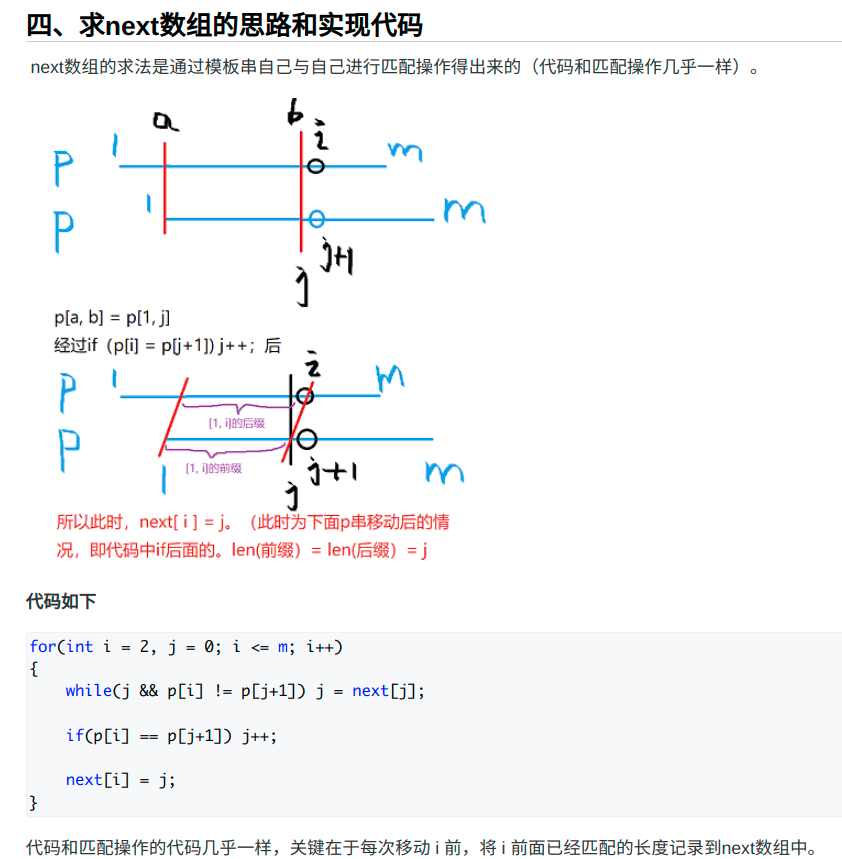 四、求next数组的思路和实现代码
next数组的求法是通过模板串自己与自己进行匹配操作得出来的（代码和匹配操作几乎一样）。
a
b
i
P
1
m
P
1
m
j+1
j
p[a, b] = p[1, j]
经过if（p[i] = p[j+1]) j++；后
i
P
1
m
[1, i]的后缀
P
[1, i]的前缀
1
j+1
m
j
所以此时，next[ i ] = j。（此时为下面p串移动后的情
况，即代码中if后面的。len(前缀）= len(后缀）= j
代码如下
for(int i = 2, j = 0; i <= m; i++)
{
while(j && p[i] != p[j+1]) j = next[j];
if(p[i] == p[j+1]) j++;
next[i] = j;
}
代码和匹配操作的代码几乎一样，关键在于每次移动 i 前，将 i 前面已经匹配的长度记录到next数组中。